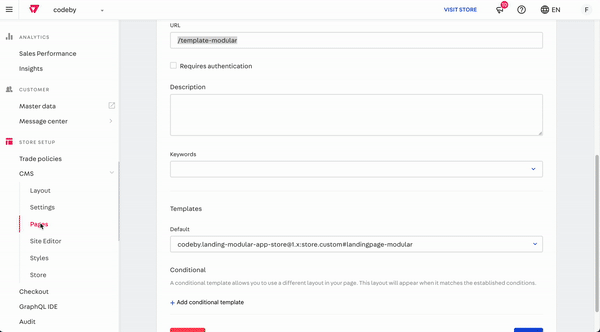 codeby
VISIT STORE
EN
F
ANALYTICS
Sales Performance
Insights
CUSTOMER
Master data
Message center
STORE SETUP
Trade policies
CMS
Layout
Settings
Pages
Site Editor
Styles
Store
Checkout
GraphQL IDE
Audit
URL
/template-modular
Requires authentication
Description
Keywords
Templates
Default
codeby.landing-modular-app-store@1.x:store.custom#landingpage-modular
Conditional
A conditional template allows you to use a different layout in your page. This layout will appear when it matches the established conditions.
+ Add conditional template